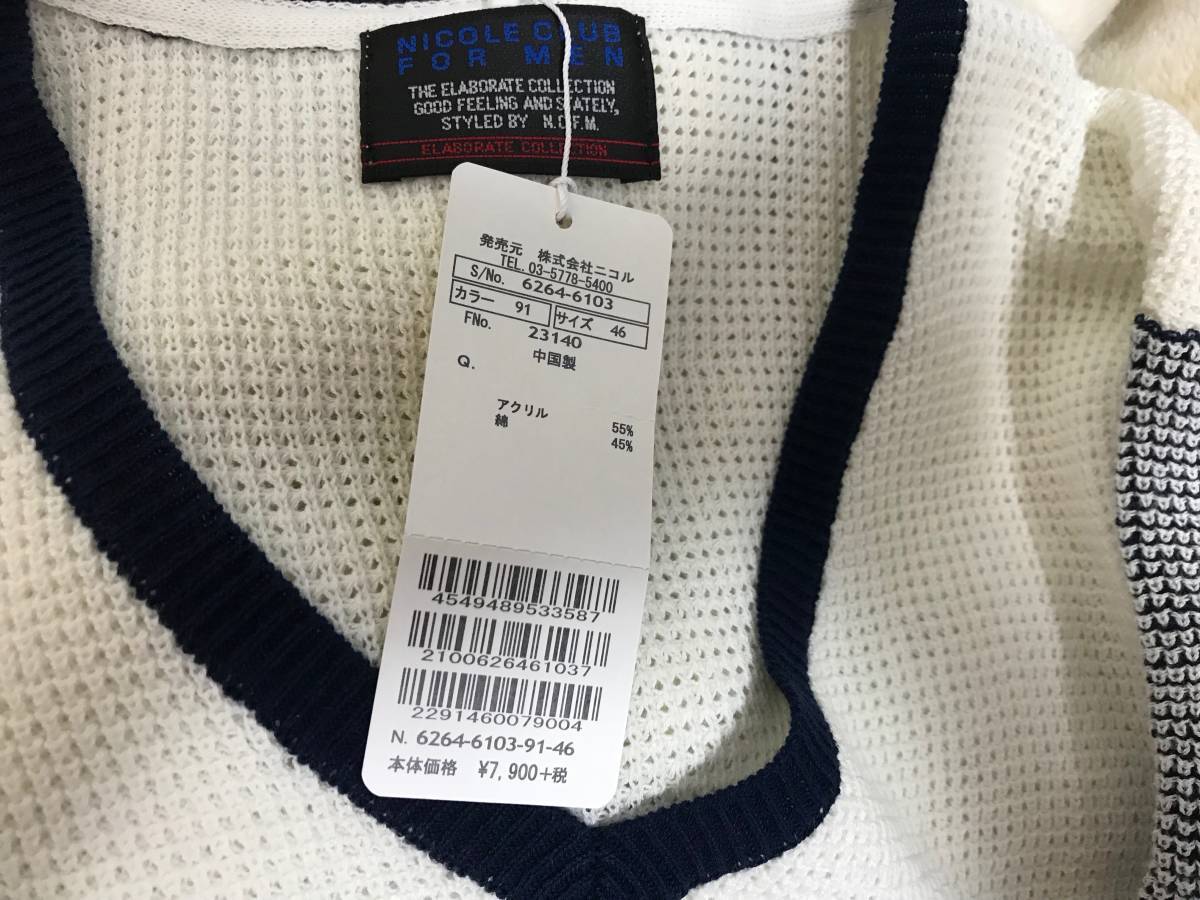 NICOLE CLUB
FOR MEN
THE ELABORATE COLLECTION
GOOD FEELING AND STATELY,
STYLED BY N.C.F.M.
ELABORATE COLLECTION
発売元 株式会社ニコル
TEL. 03-5778-5400
S/No. 6264-6103
カラー 91 サイズ 46
FNo. 23140
Q. 中国製
アクリル 55%
綿 45%
4549489533587
2100626461037
2291460079004
N. 6264-6103-91-46
本体価格 ¥7,900+税